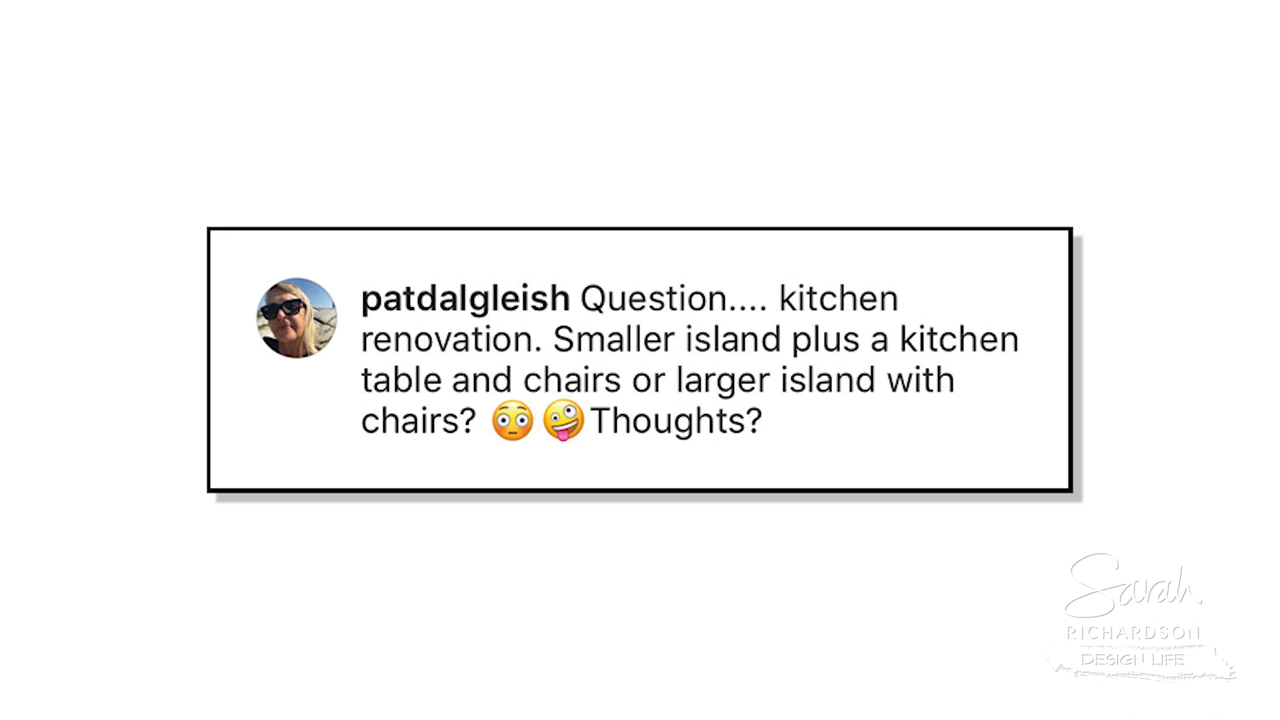 patdalgleish Question.... kitchen
renovation. Smaller island plus a kitchen
table and chairs or larger island with
chairs? 😳🤪Thoughts?
Sarah
RICHARDSON
DESIGN LIFE